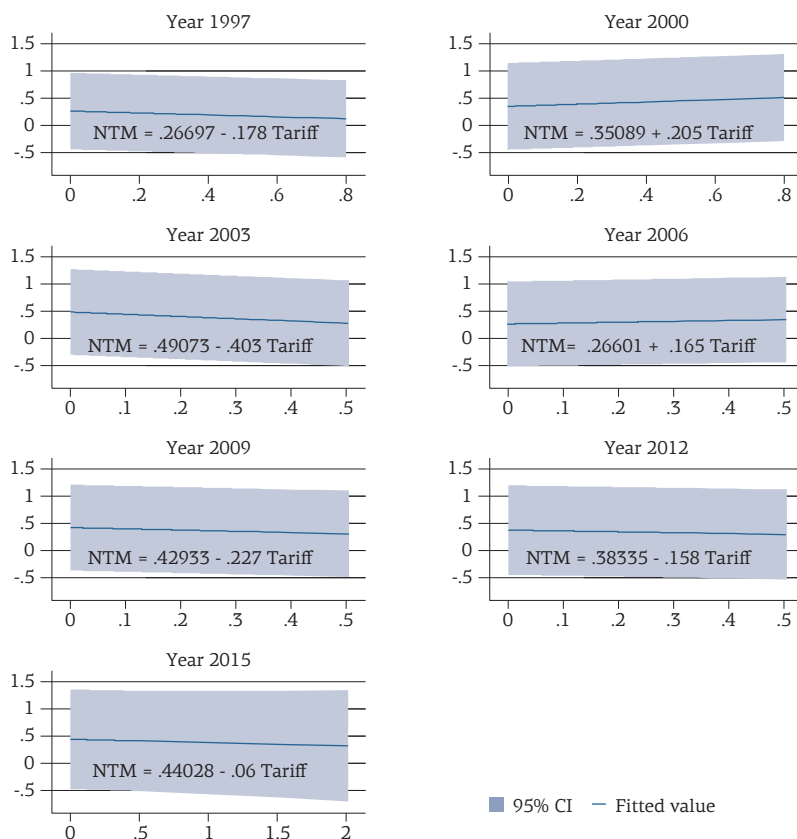 Year 1997
1.5
1
.5
0
-.5
NTM = .26697 - .178 Tariff
0 .2 .4 .6 .8
Year 2000
1.5
1
.5
0
-.5
NTM = .35089 + .205 Tariff
0 .2 .4 .6 .8
Year 2003
1.5
1
.5
0
-.5
NTM = .49073 - .403 Tariff
0 .1 .2 .3 .4 .5
Year 2006
1.5
1
.5
0
-.5
NTM= .26601 + .165 Tariff
0 .1 .2 .3 .4 .5
Year 2009
1.5
1
.5
0
-.5
NTM = .42933 - .227 Tariff
0 .1 .2 .3 .4 .5
Year 2012
1.5
1
.5
0
-.5
NTM = .38335 - .158 Tariff
0 .1 .2 .3 .4 .5
Year 2015
1.5
1
.5
0
-.5
NTM = .44028 - .06 Tariff
0 .5 1 1.5 2
95% CI Fitted value